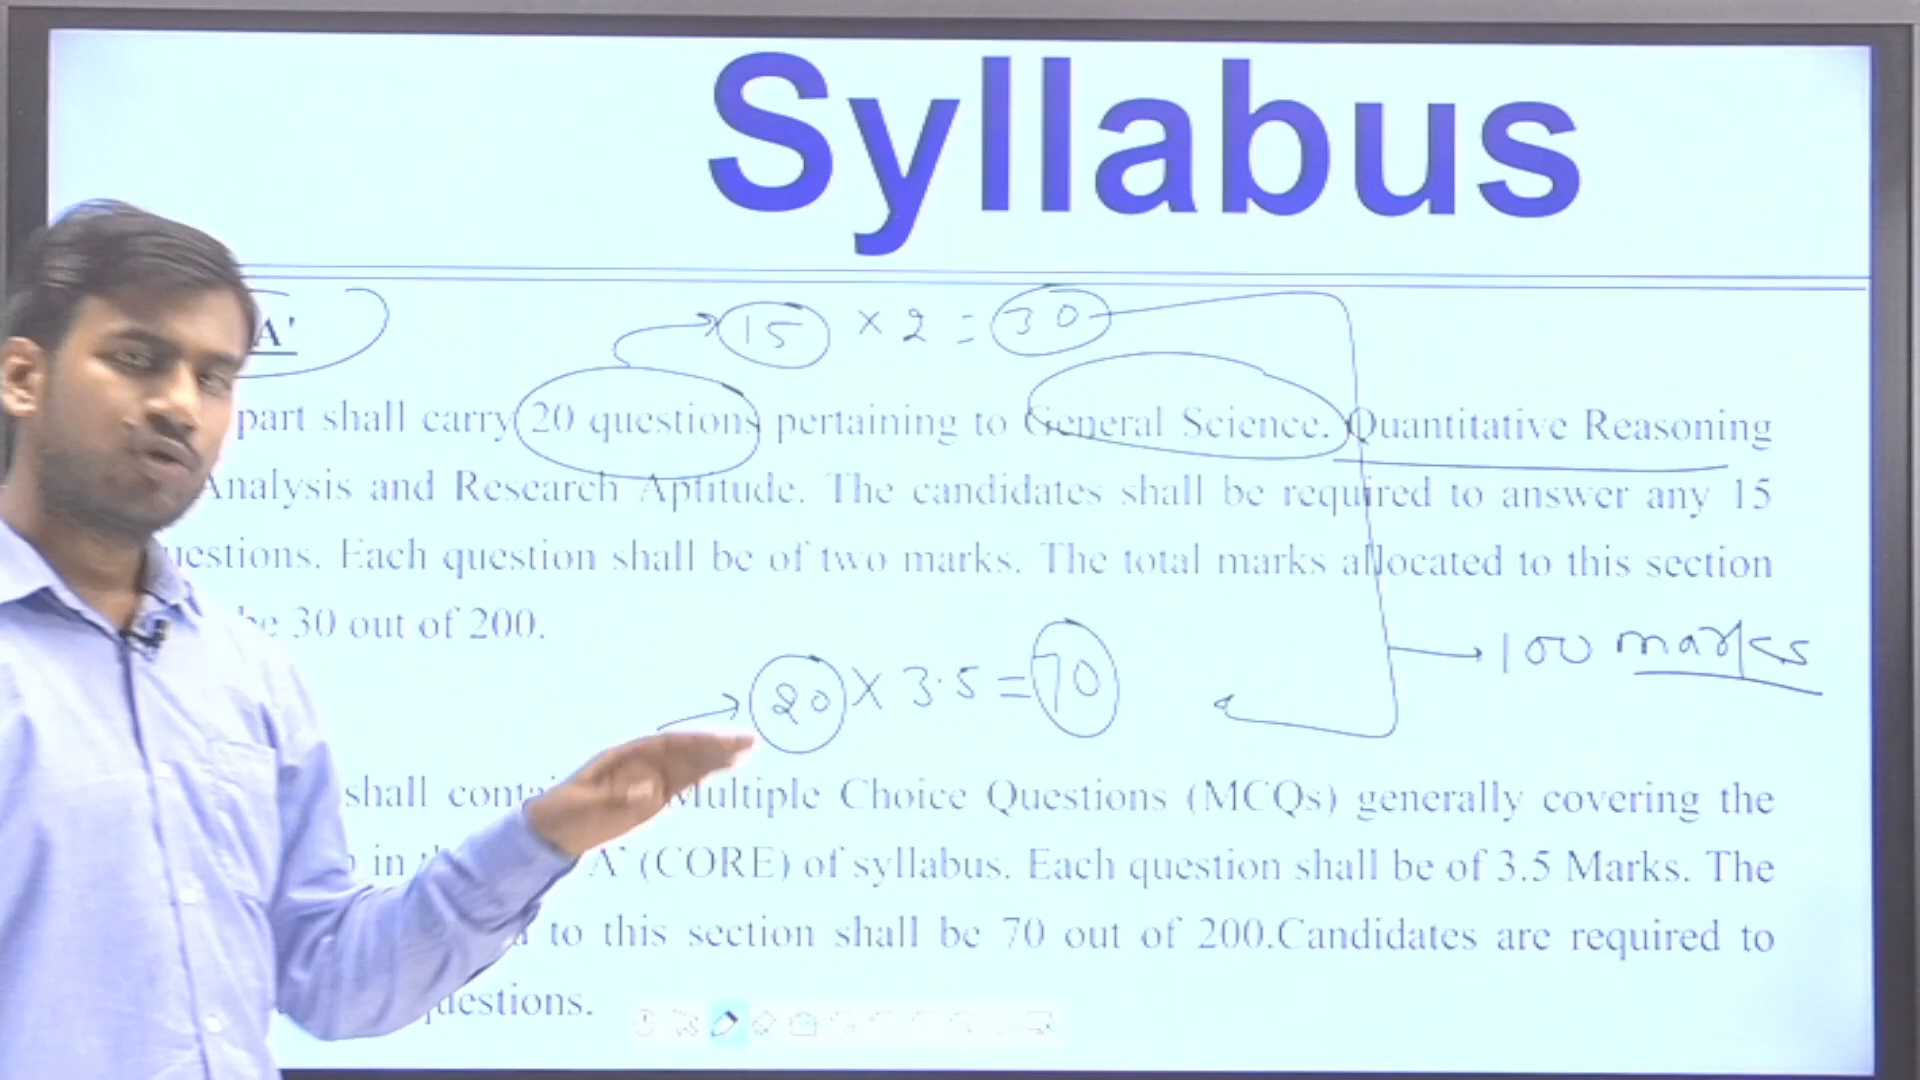 Syllabus
A'
15 × 2 = 30
part shall carry 20 questions pertaining to General Science. Quantitative Reasoning
Analysis and Research Aptitude. The candidates shall be required to answer any 15
uestions. Each question shall be of two marks. The total marks allocated to this section
be 30 out of 200.
100 marks
20 × 3.5 = 70
shall conta Multiple Choice Questions (MCQs) generally covering the
in A' (CORE) of syllabus. Each question shall be of 3.5 Marks. The
to this section shall be 70 out of 200.Candidates are required to
uestions.